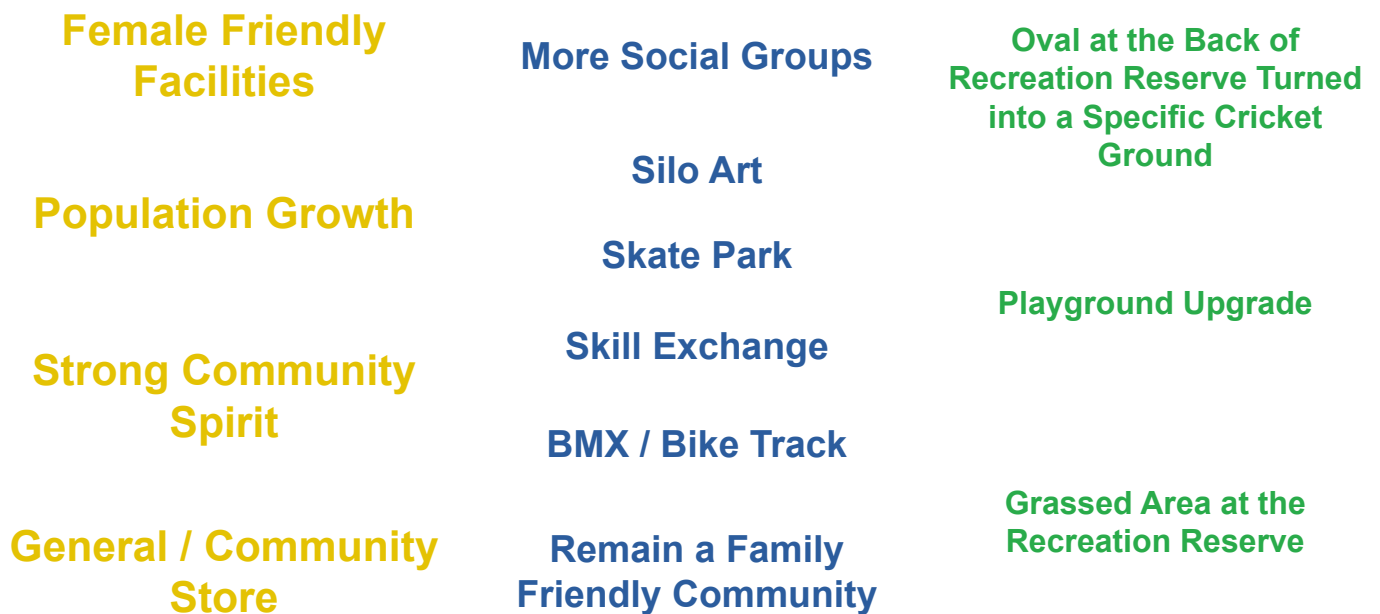 Female Friendly
Facilities
Population Growth
Strong Community
Spirit
General / Community
Store
More Social Groups
Silo Art
Skate Park
Skill Exchange
BMX / Bike Track
Remain a Family
Friendly Community
Oval at the Back of
Recreation Reserve Turned
into a Specific Cricket
Ground
Playground Upgrade
Grassed Area at the
Recreation Reserve